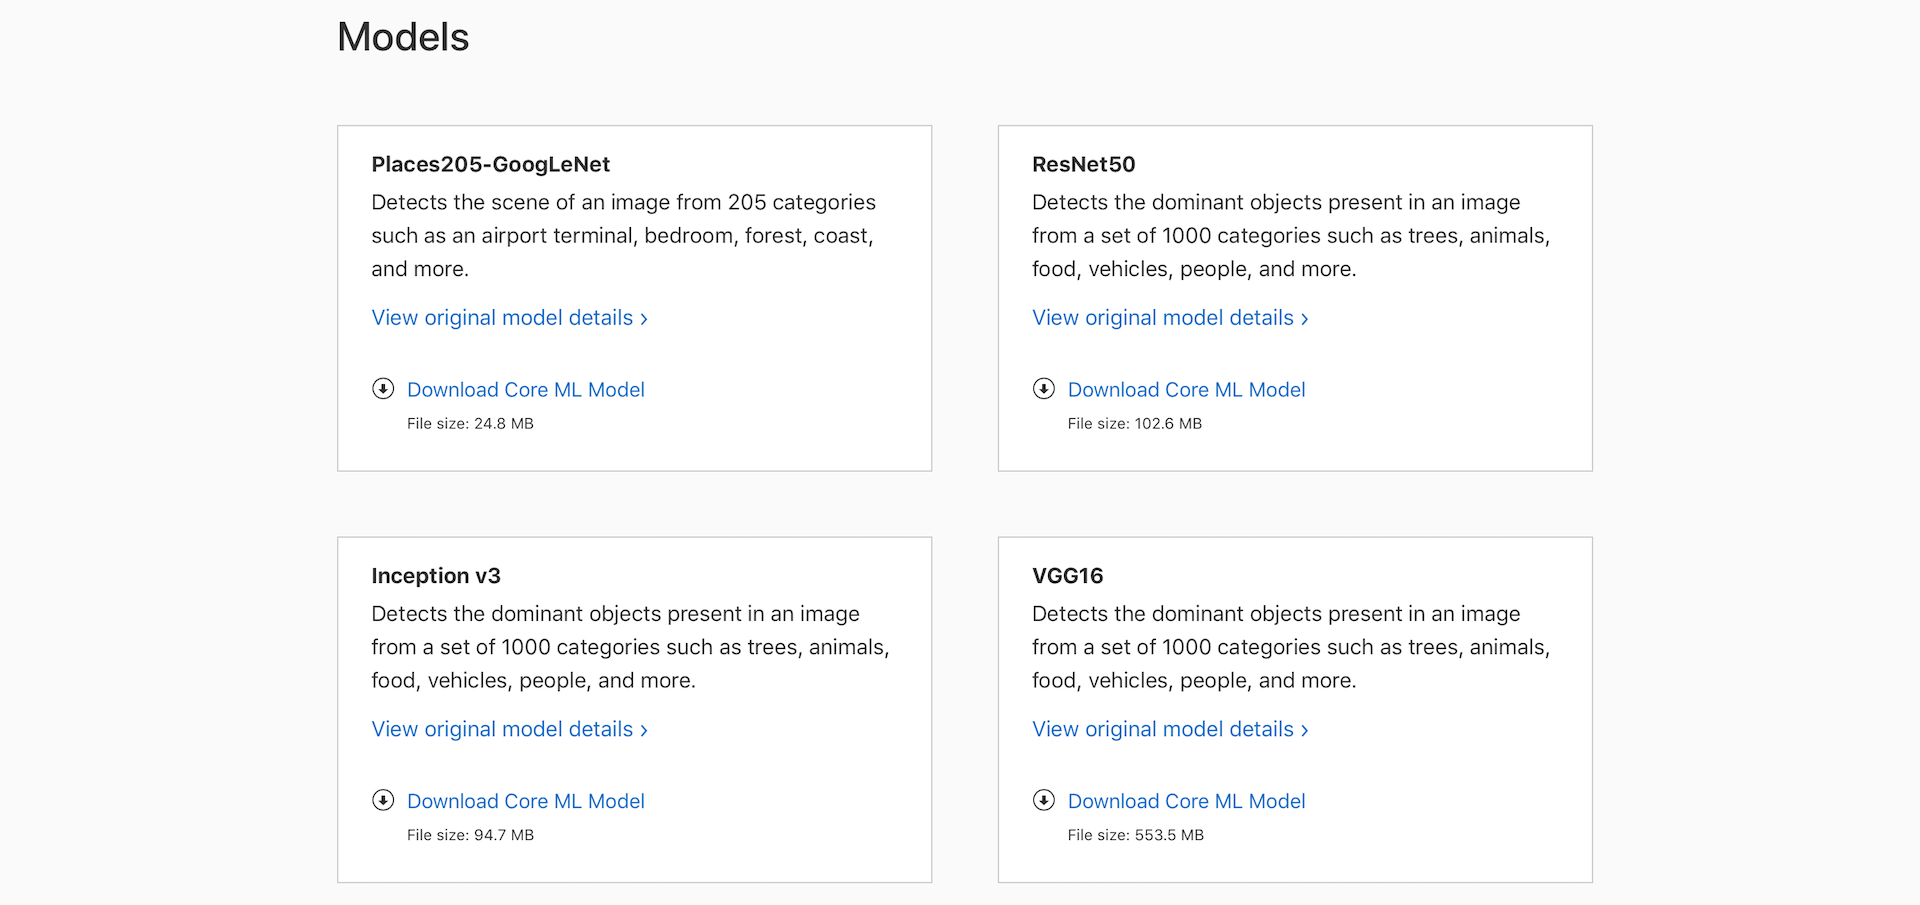 Models
Places205-GoogLeNet
Detects the scene of an image from 205 categories
such as an airport terminal, bedroom, forest, coast,
and more.
View original model details ›
Download Core ML Model
File size: 24.8 MB
ResNet50
Detects the dominant objects present in an image
from a set of 1000 categories such as trees, animals,
food, vehicles, people, and more.
View original model details ›
Download Core ML Model
File size: 102.6 MB
Inception v3
Detects the dominant objects present in an image
from a set of 1000 categories such as trees, animals,
food, vehicles, people, and more.
View original model details ›
Download Core ML Model
File size: 94.7 MB
VGG16
Detects the dominant objects present in an image
from a set of 1000 categories such as trees, animals,
food, vehicles, people, and more.
View original model details ›
Download Core ML Model
File size: 553.5 MB